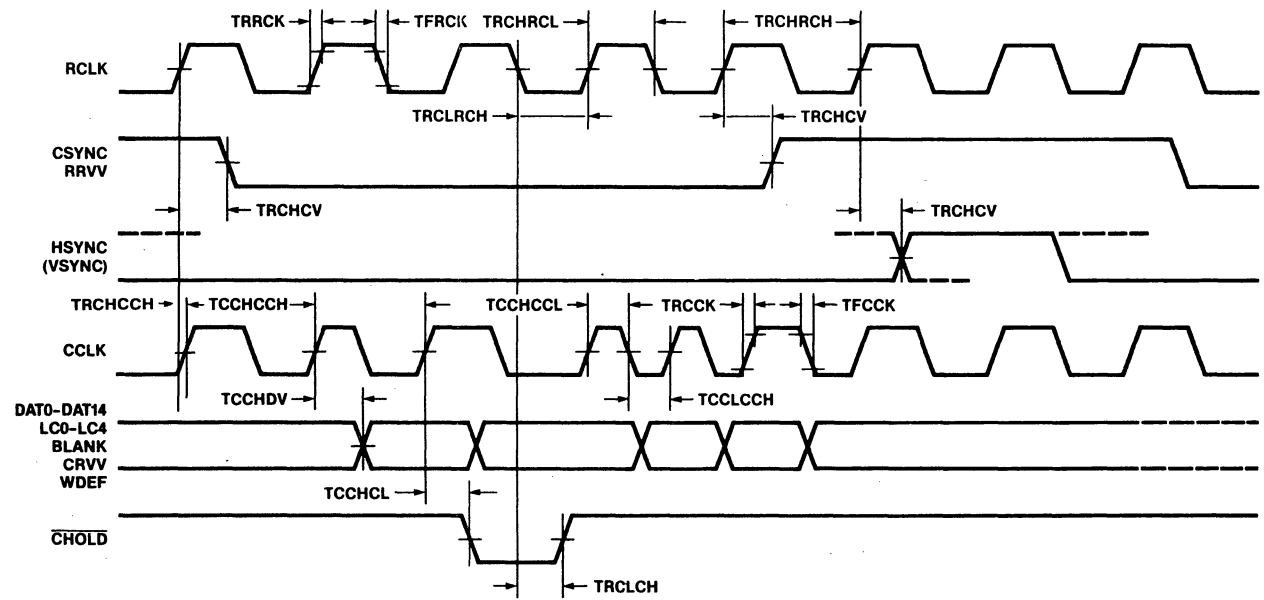 TRRCK TFRCK TRCHRCL TRCHRCH
RCLK
TRCLRCH TRCHCV
CSYNC
RRVV
TRCHCV TRCHCV
HSYNC
(VSYNC)
TRCHCCH TCCHCCH TCCHCCL TRCCK TFCCK
CCLK
TCCHDV TCCLCCH
DAT0–DAT14
LC0–LC4
BLANK
CRVV
WDEF
TCCHCL
CHOLD
TRCLCH